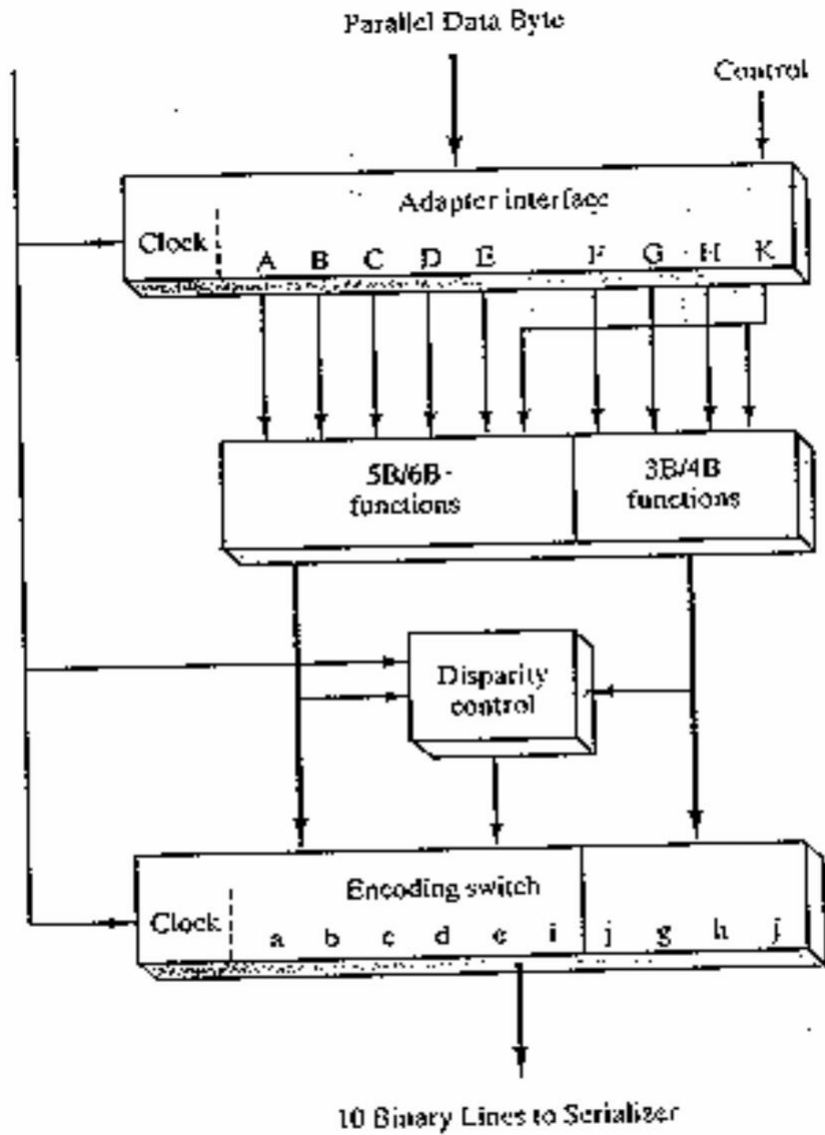 Parallel Data Byte
Control
Adapter interface
Clock
A B C D E F G H K
5B/6B 3B/4B
functions functions
Disparity
control
Encoding switch
Clock
a b c d e i j g h j
10 Binary Lines to Serializer